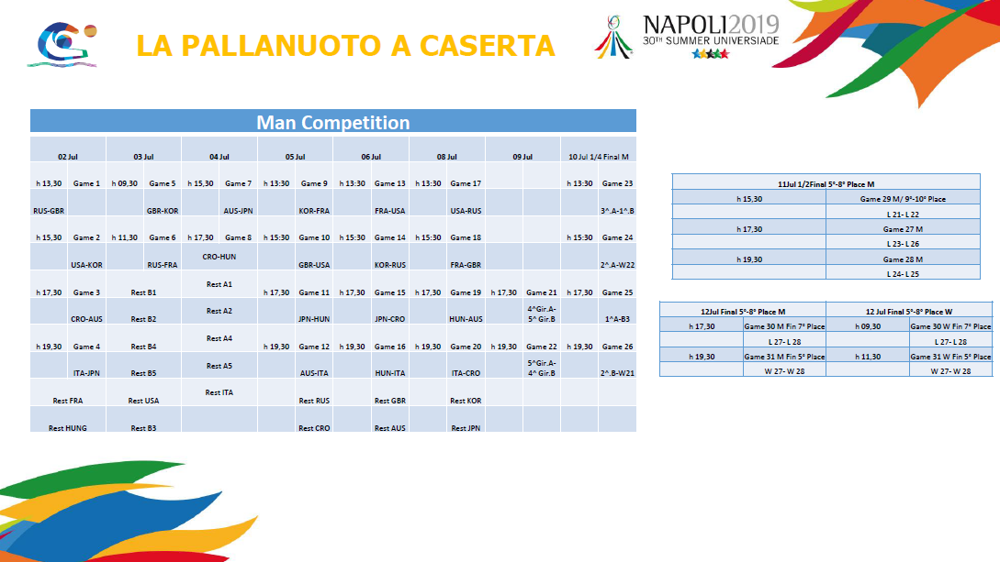 LA PALLANUOTO A CASERTA
NAPOLI2019
30TH SUMMER UNIVERSIADE
Man Competition
02 Jul 03 Jul 04 Jul 05 Jul 06 Jul 08 Jul 09 Jul 10 Jul 1/4 Final M
h 13,30 Game 1 h 09,30 Game 5 h 15,30 Game 7 h 13:30 Game 9 h 13:30 Game 13 h 13:30 Game 17 h 13:30 Game 23
RUS-GBR GBR-KOR AUS-JPN KOR-FRA FRA-USA USA-RUS 3^.A-1^.B
h 15,30 Game 2 h 11,30 Game 6 h 17,30 Game 8 h 15:30 Game 10 h 15:30 Game 14 h 15:30 Game 18 h 15:30 Game 24
USA-KOR RUS-FRA CRO-HUN GBR-USA KOR-RUS FRA-GBR 2^.A-W22
h 17,30 Game 3 Rest B1 Rest A1 h 17,30 Game 11 h 17,30 Game 15 h 17,30 Game 19 h 17,30 Game 21 h 17,30 Game 25
CRO-AUS Rest B2 Rest A2 JPN-HUN JPN-CRO HUN-AUS 4^Gir.A-5^ Gir.B 1^A-B3
h 19,30 Game 4 Rest B4 Rest A4 h 19,30 Game 12 h 19,30 Game 16 h 19,30 Game 20 h 19,30 Game 22 h 19,30 Game 26
ITA-JPN Rest B5 Rest A5 AUS-ITA HUN-ITA ITA-CRO 5^Gir.A-4^ Gir.B 2^.B-W21
Rest FRA Rest USA Rest ITA Rest RUS Rest GBR Rest KOR
Rest HUNG Rest B3 Rest CRO Rest AUS Rest JPN
11Jul 1/2Final 5°-8° Place M
h 15,30 Game 29 M/ 9°-10° Place
L 21- L 22
h 17,30 Game 27 M
L 23- L 26
h 19,30 Game 28 M
L 24- L 25
12Jul Final 5°-8° Place M 12 Jul Final 5°-8° Place W
h 17,30 Game 30 M Fin 7° Place h 09,30 Game 30 W Fin 7° Place
L 27- L 28 L 27- L 28
h 19,30 Game 31 M Fin 5° Place h 11,30 Game 31 W Fin 5° Place
W 27- W 28 W 27- W 28